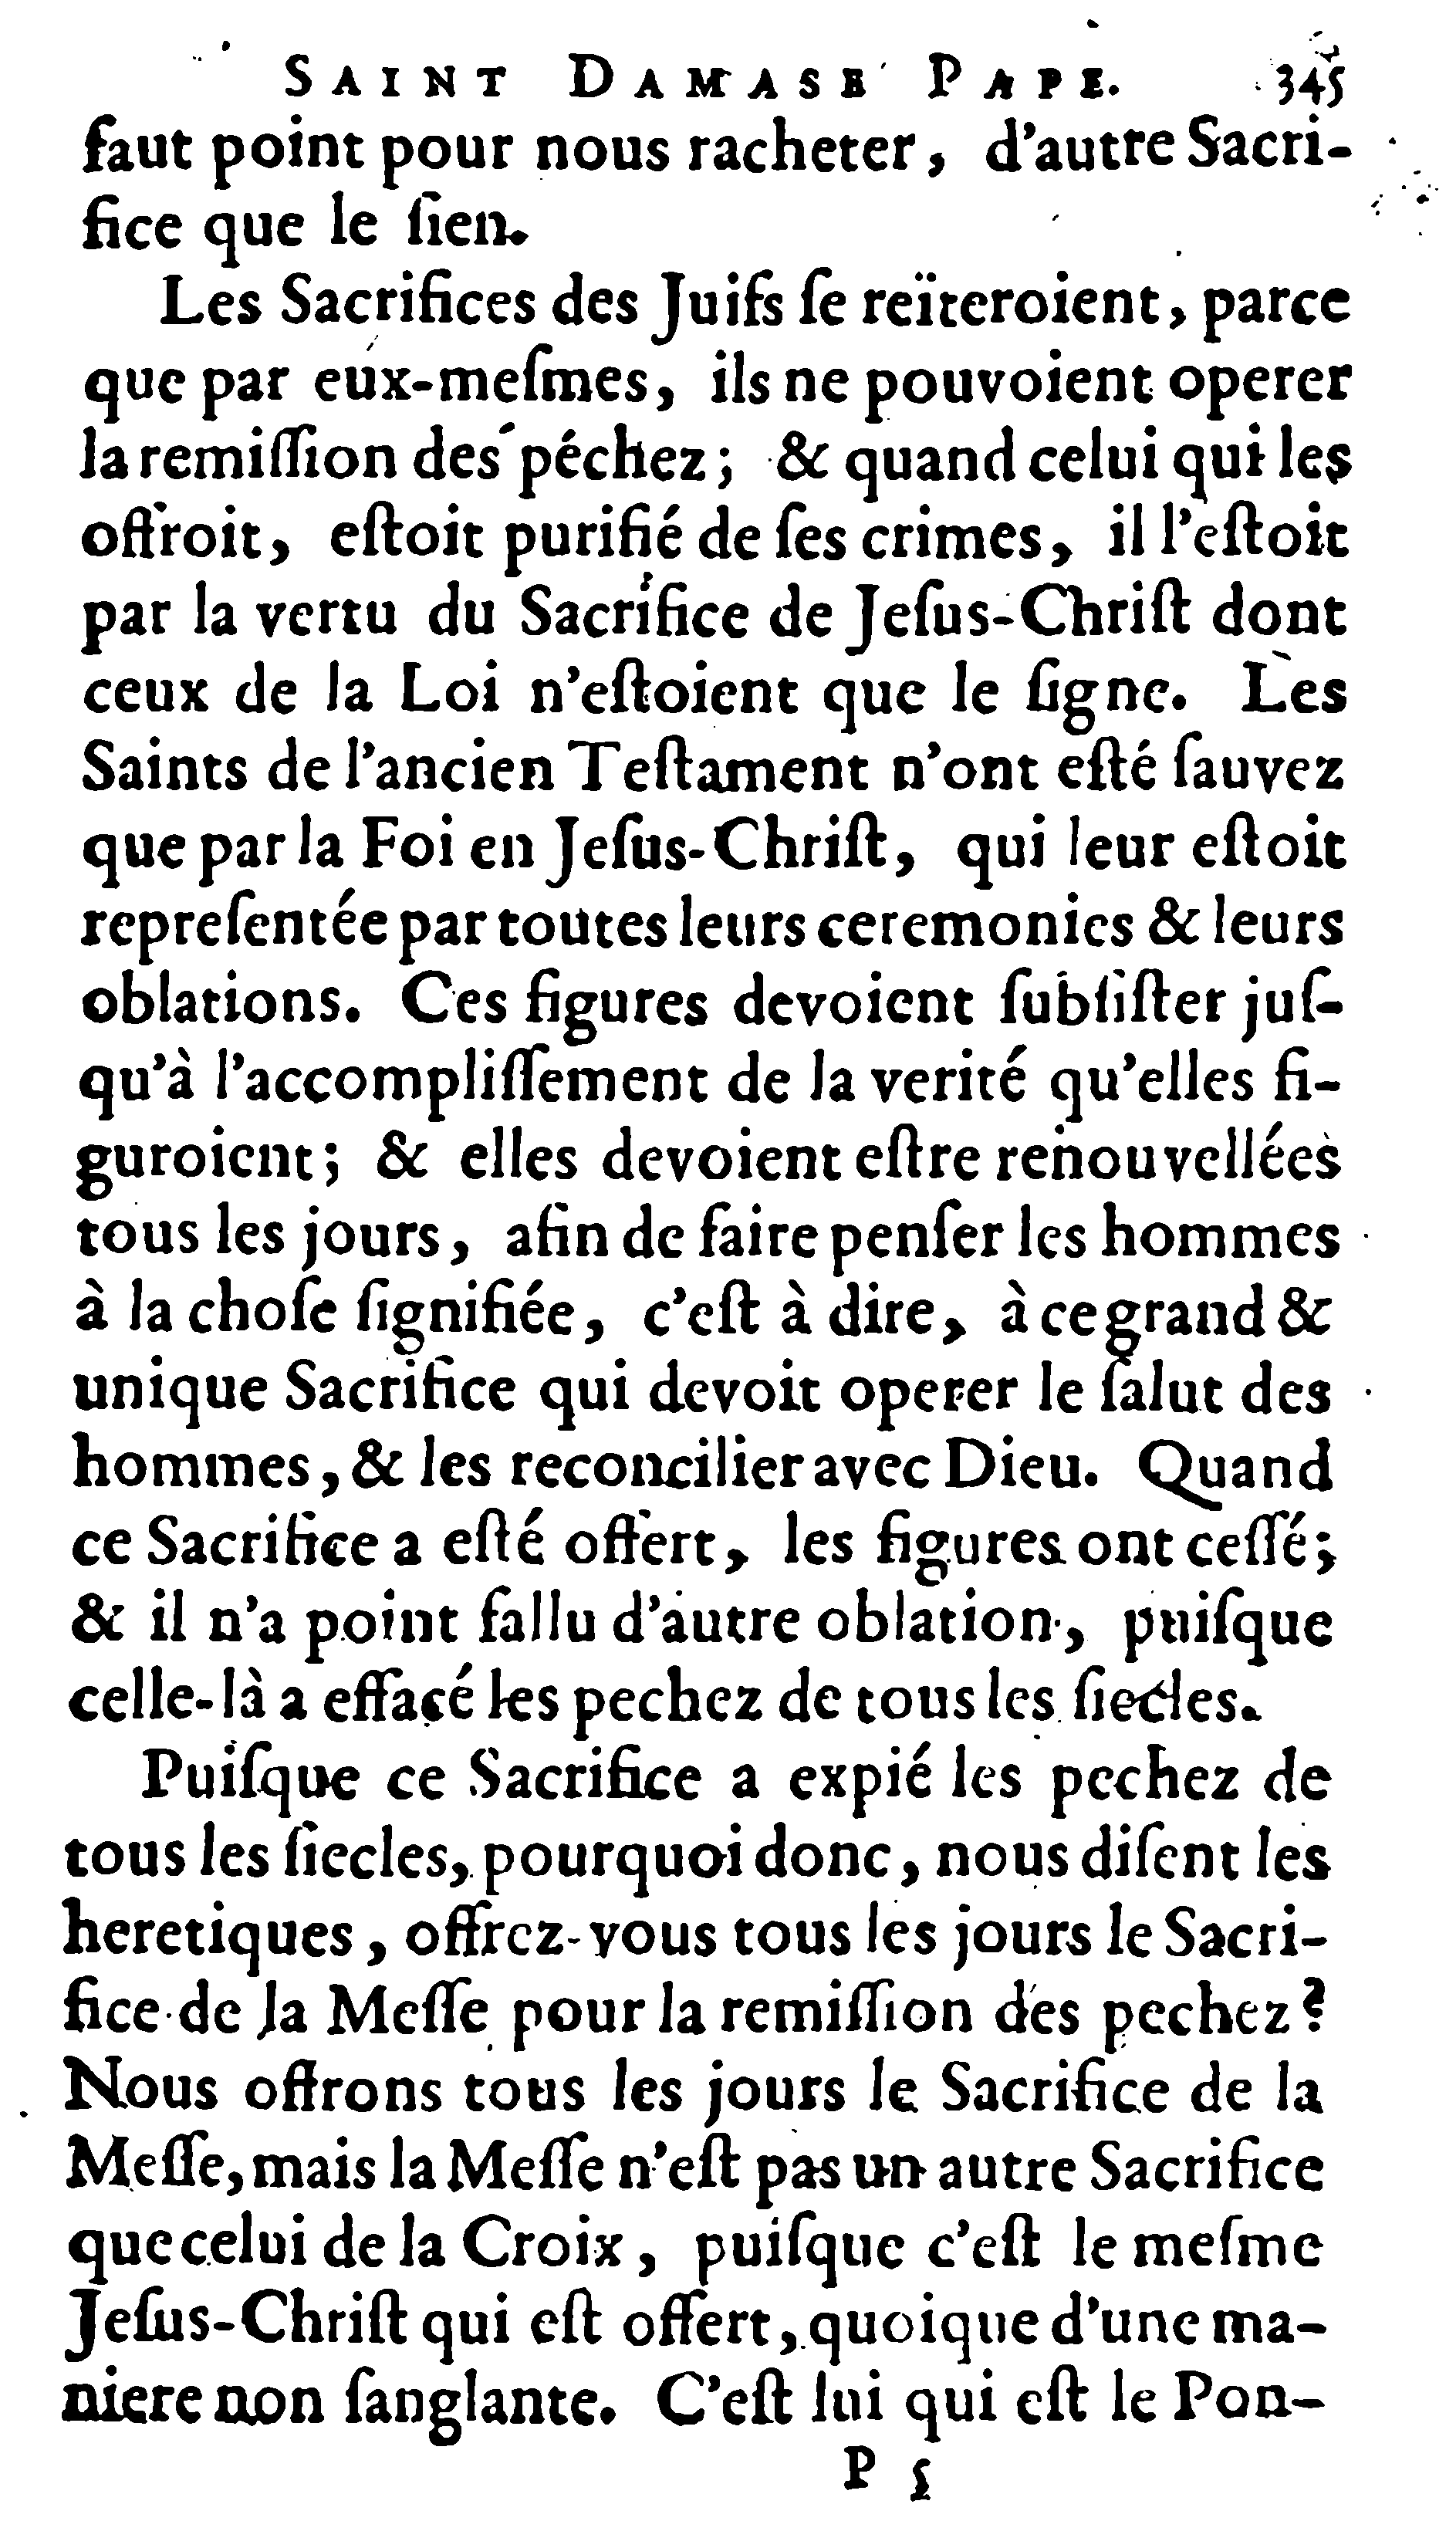 SAINT DAMASE PAPE. 345
faut point pour nous racheter, d'autre Sacri-
fice que le ſien.
Les Sacrifices des Juifs ſe reïteroient, parce
que par eux-meſmes, ils ne pouvoient operer
la remiſſion des péchez; & quand celui qui les
offroit, eſtoit purifié de ſes crimes, il l'eſtoit
par la vertu du Sacrifice de Jeſus-Chriſt dont
ceux de la Loi n'eſtoient que le ſigne. Les
Saints de l'ancien Teſtament n'ont eſté ſauvez
que par la Foi en Jeſus-Chriſt, qui leur eſtoit
repreſentée par toutes leurs ceremonies & leurs
oblations. Ces figures devoient ſubſiſter juſ-
qu'à l'accompliſſement de la verité qu'elles fi-
guroient; & elles devoient eſtre renouvellées
tous les jours, afin de faire penſer les hommes
à la choſe ſignifiée, c'eſt à dire, à ce grand &
unique Sacrifice qui devoit operer le ſalut des
hommes, & les reconcilier avec Dieu. Quand
ce Sacrifice a eſté offert, les figures ont ceſſé;
& il n'a point fallu d'autre oblation, puiſque
celle-là a effacé les pechez de tous les ſiecles.
Puiſque ce Sacrifice a expié les pechez de
tous les ſiecles, pourquoi donc, nous diſent les
heretiques, offrez-vous tous les jours le Sacri-
fice de la Meſſe pour la remiſſion des pechez?
Nous offrons tous les jours le Sacrifice de la
Meſſe, mais la Meſſe n'eſt pas un autre Sacrifice
que celui de la Croix, puiſque c'eſt le meſme
Jeſus-Chriſt qui eſt offert, quoique d'une ma-
niere non ſanglante. C'eſt lui qui eſt le Pon-
P 5